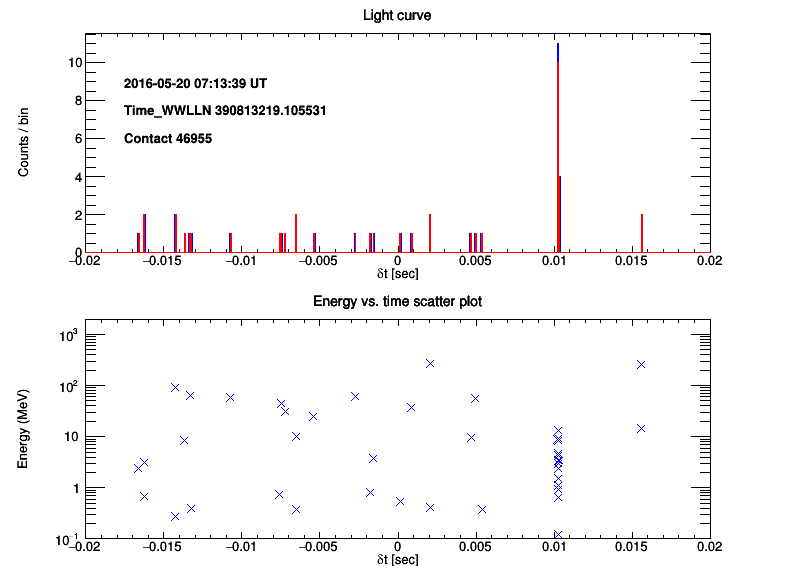 Light curve
Counts / bin
10
8
6
4
2
0
2016-05-20 07:13:39 UT
Time_WWLLN 390813219.105531
Contact 46955
−0.02 −0.015 −0.01 −0.005 0 0.005 0.01 0.015 0.02
δt [sec]
Energy vs. time scatter plot
Energy (MeV)
10³
10²
10
1
10⁻¹
−0.02 −0.015 −0.01 −0.005 0 0.005 0.01 0.015 0.02
δt [sec]